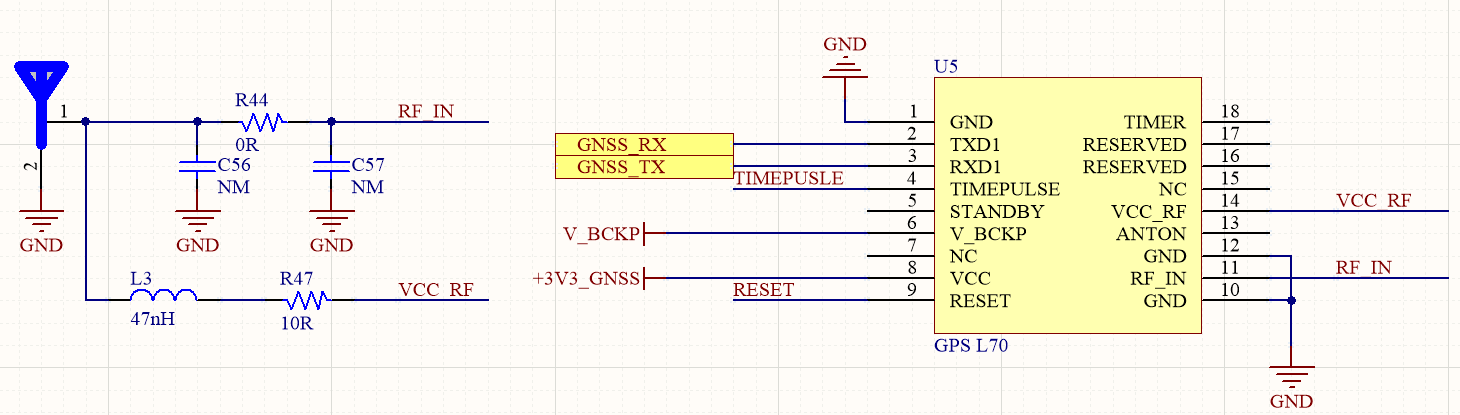 1
2
GND
C56
NM
GND
R44
0R
C57
NM
GND
RF_IN
L3
47nH
R47
10R
VCC_RF
GND
GNSS_RX
GNSS_TX
TIMEPUSLE
V_BCKP
+3V3_GNSS
RESET
U5
1 GND TIMER 18
2 TXD1 RESERVED 17
3 RXD1 RESERVED 16
4 TIMEPULSE NC 15
5 STANDBY VCC_RF 14
6 V_BCKP ANTON 13
7 NC GND 12
8 VCC RF_IN 11
9 RESET GND 10
GPS L70
VCC_RF
RF_IN
GND